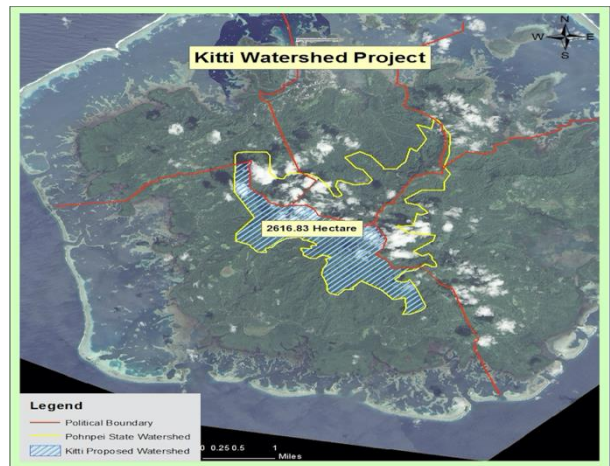 Kitti Watershed Project
N
W E
S
2616.83 Hectare
Legend
Political Boundary
Pohnpei State Watershed
Kitti Proposed Watershed
0 0.25 0.5 1
Miles